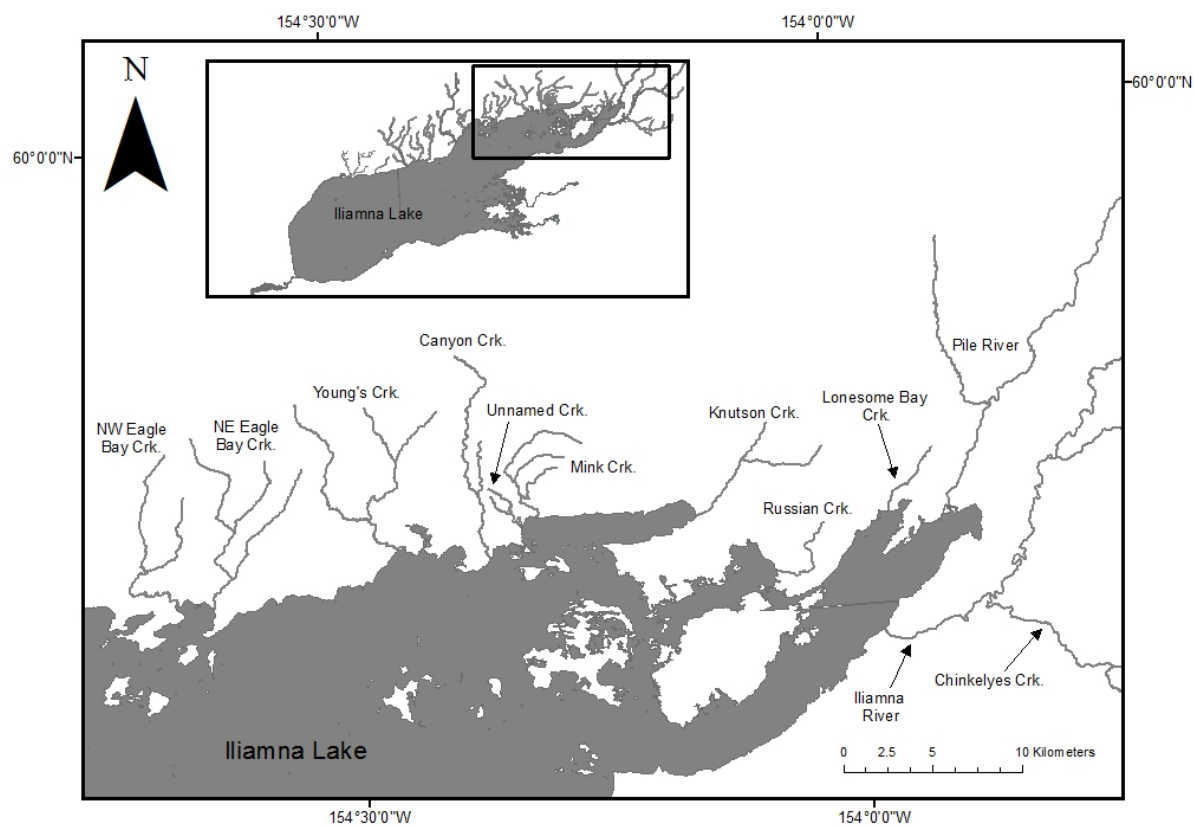 154°30'0"W
154°0'0"W
N
60°0'0"N
60°0'0"N
Iliamna Lake
Canyon Crk.
Pile River
Young's Crk.
Unnamed Crk.
Lonesome Bay
Crk.
Knutson Crk.
NW Eagle
Bay Crk.
NE Eagle
Bay Crk.
Mink Crk.
Russian Crk.
Chinkelyes Crk.
Iliamna
River
Iliamna Lake
0 2.5 5 10 Kilometers
154°30'0"W
154°0'0"W